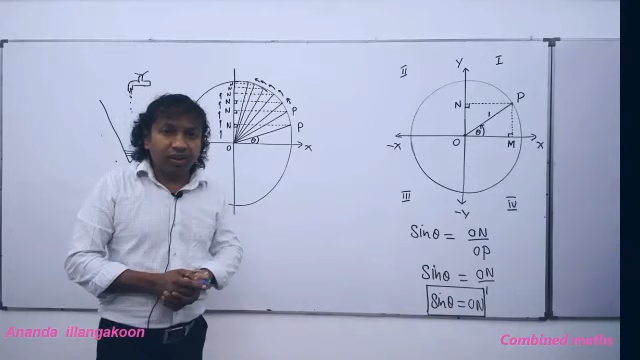 Y
I
II
P
N
N
N
N
N
P
N
1
θ
X
O
θ
-X
O
M
X
III
-Y
IV
Sinθ = ON
OP
Sinθ = ON
1
Sinθ = ON
Ananda illangakoon
Combined maths